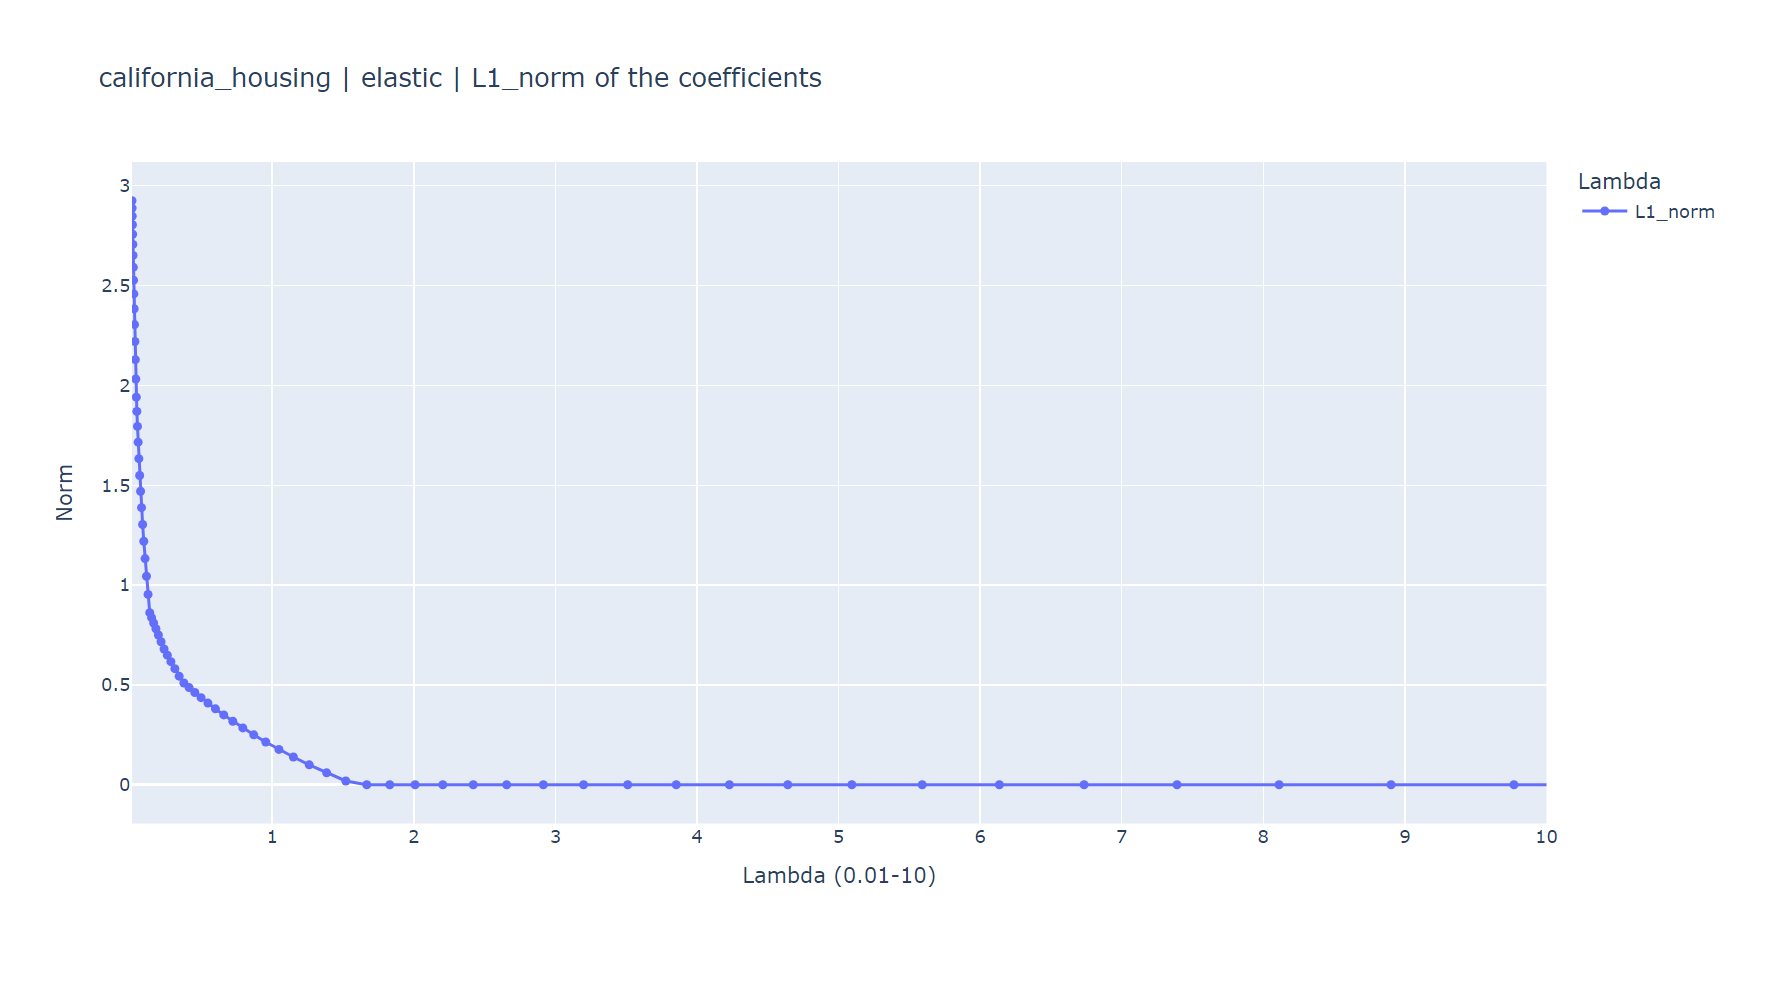 california_housing | elastic | L1_norm of the coefficients
Lambda
L1_norm
3
2.5
2
1.5
1
0.5
0
Norm
1 2 3 4 5 6 7 8 9 10
Lambda (0.01-10)